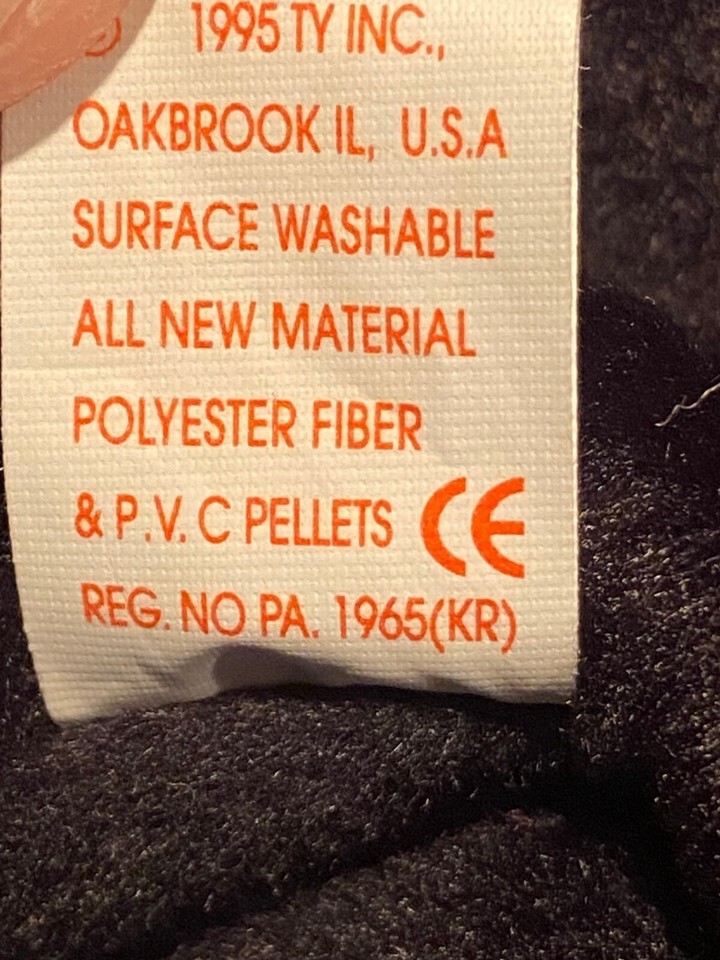 © 1995 TY INC.,
OAKBROOK IL, U.S.A
SURFACE WASHABLE
ALL NEW MATERIAL
POLYESTER FIBER
& P.V. C PELLETS CE
REG. NO PA. 1965(KR)